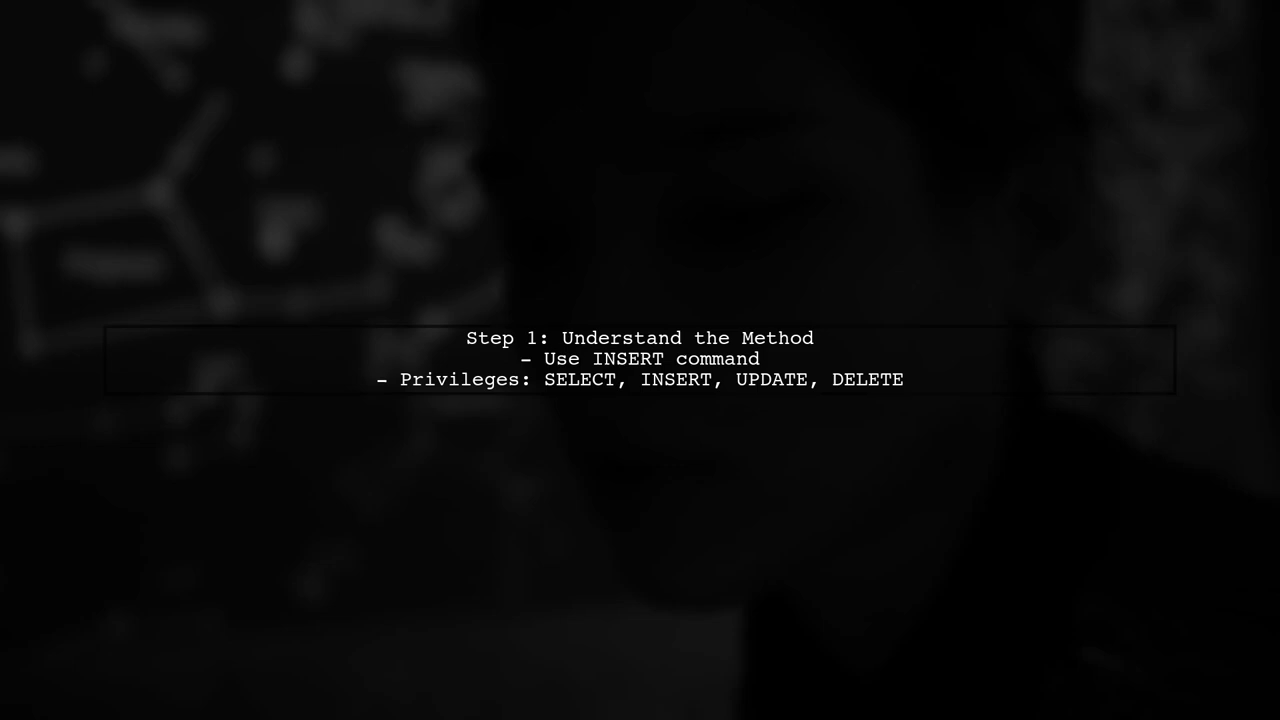 Step 1: Understand the Method
- Use INSERT command
- Privileges: SELECT, INSERT, UPDATE, DELETE